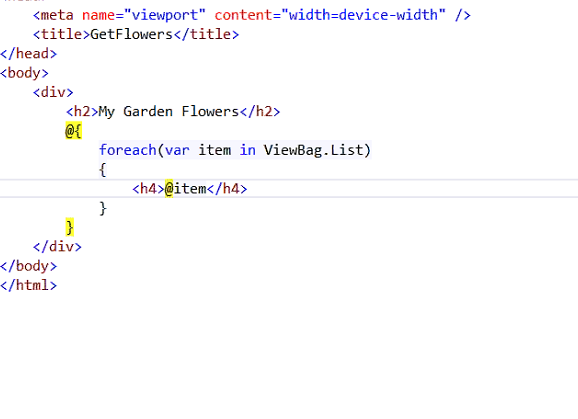 <meta name="viewport" content="width=device-width" />
<title>GetFlowers</title>
</head>
<body>
<div>
<h2>My Garden Flowers</h2>
@{
foreach(var item in ViewBag.List)
{
<h4>@item</h4>
}
}
</div>
</body>
</html>